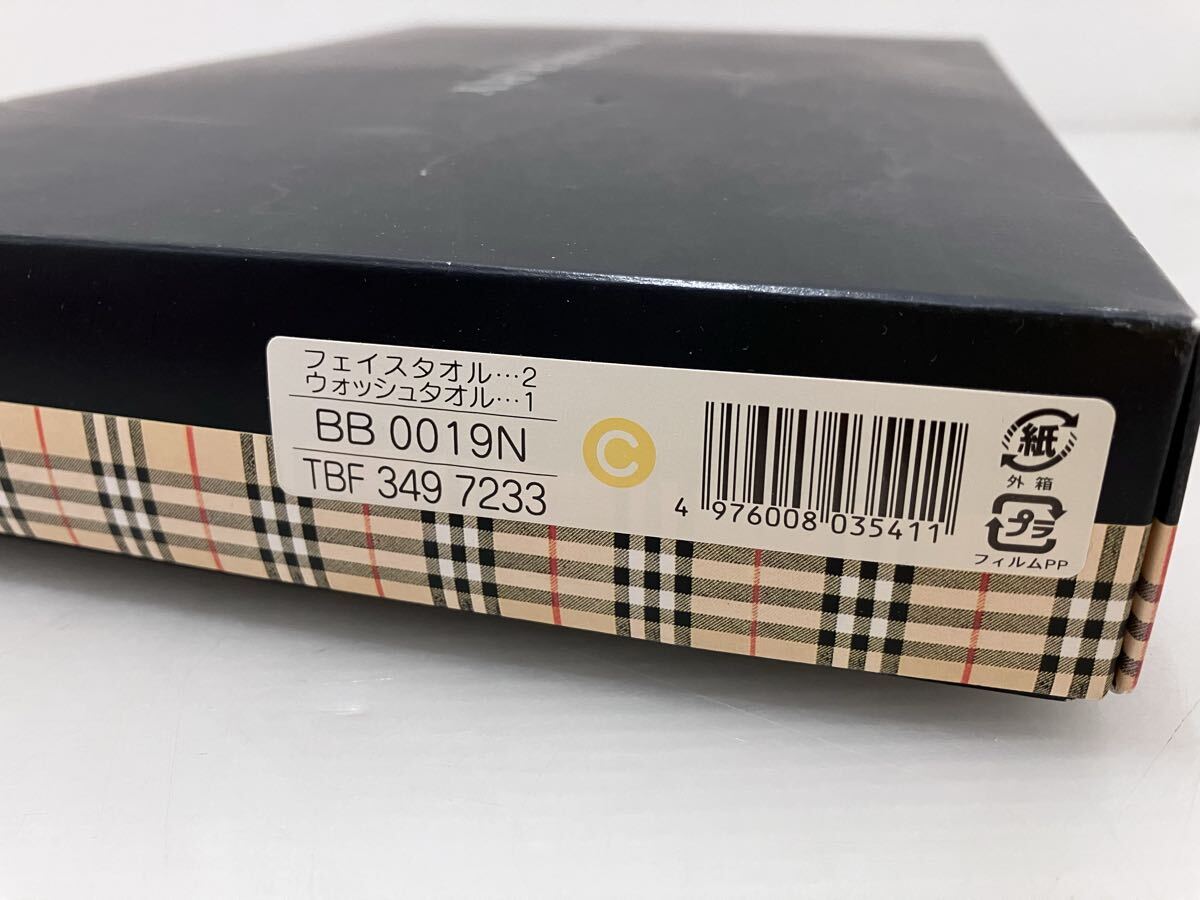 フェイスタオル…2
ウォッシュタオル…1
BB 0019N
TBF 349 7233
C
4 976008 035411
紙
外箱
プラ
フィルムPP